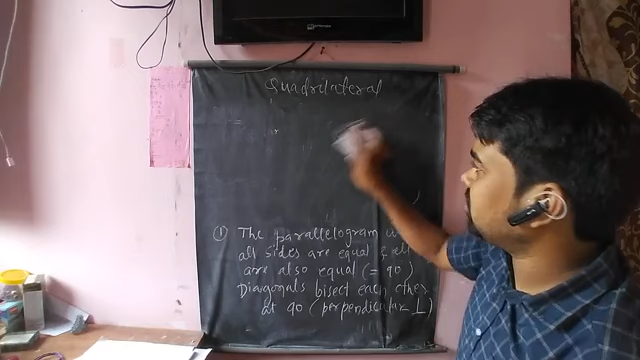 Quadrilateral
① The parallelogram
all sides are equal & all
are also equal (= 90)
Diagonals bisect each other
at 90 (perpendicular = ⊥)